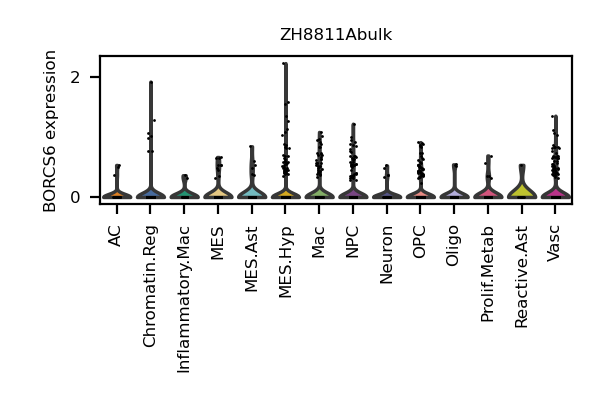 ZH8811Abulk
BORCS6 expression
2
0
AC
Chromatin.Reg
Inflammatory.Mac
MES
MES.Ast
MES.Hyp
Mac
NPC
Neuron
OPC
Oligo
Prolif.Metab
Reactive.Ast
Vasc